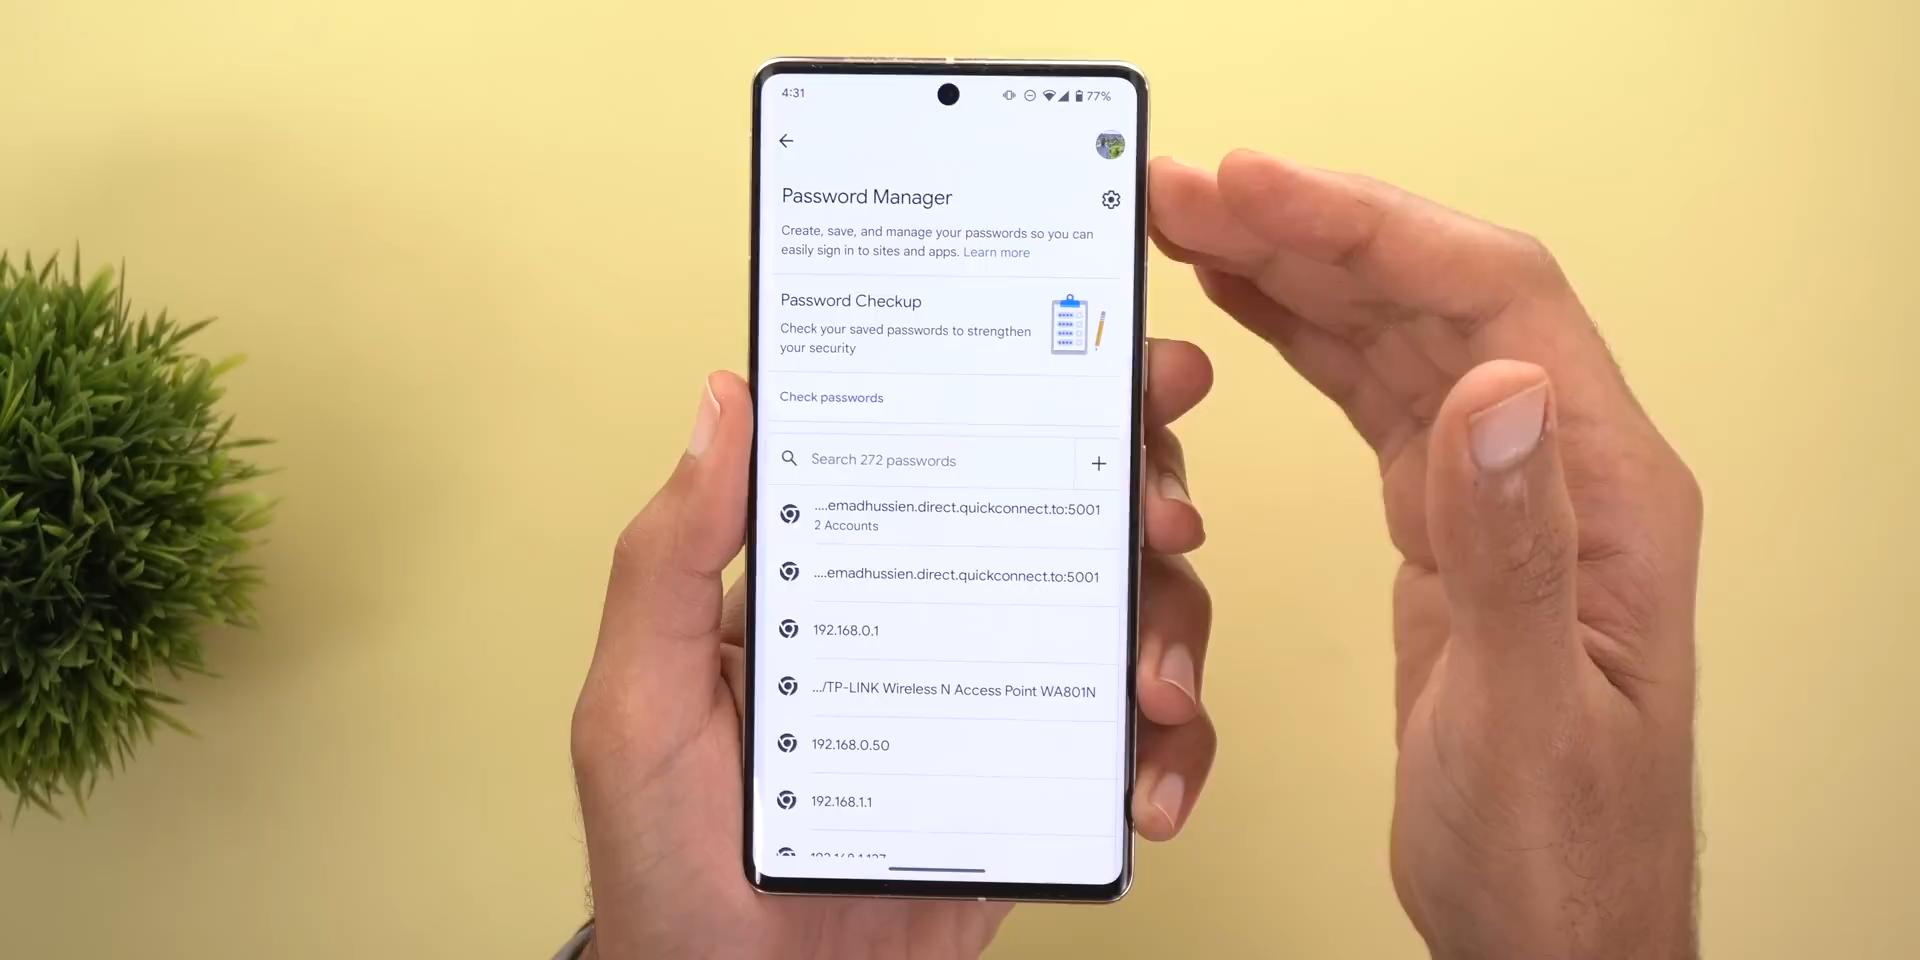 4:31
77%
Password Manager
Create, save, and manage your passwords so you can
easily sign in to sites and apps. Learn more
Password Checkup
Check your saved passwords to strengthen
your security
Check passwords
Search 272 passwords
....emadhussien.direct.quickconnect.to:5001
2 Accounts
....emadhussien.direct.quickconnect.to:5001
192.168.0.1
.../TP-LINK Wireless N Access Point WA801N
192.168.0.50
192.168.1.1